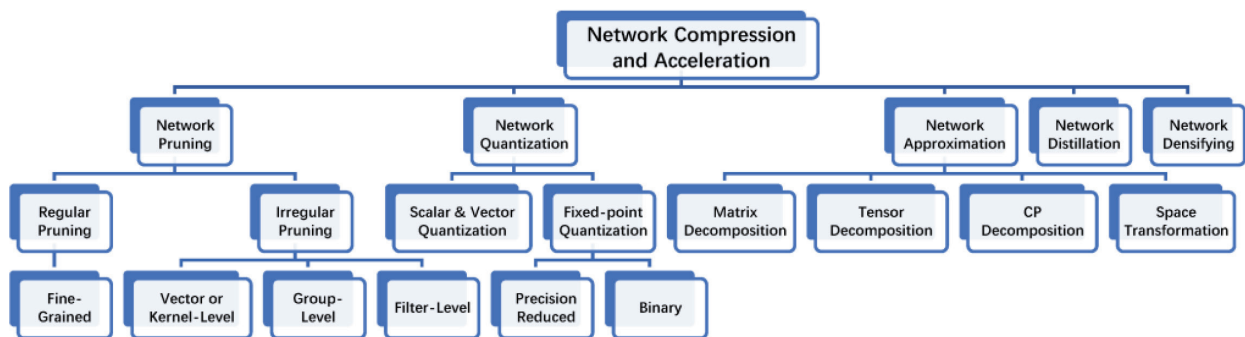 Network Compression
and Acceleration
Network
Pruning
Network
Quantization
Network
Approximation
Network
Distillation
Network
Densifying
Regular
Pruning
Irregular
Pruning
Scalar & Vector
Quantization
Fixed-point
Quantization
Matrix
Decomposition
Tensor
Decomposition
CP
Decomposition
Space
Transformation
Fine-
Grained
Vector or
Kernel-Level
Group-
Level
Filter-Level
Precision
Reduced
Binary